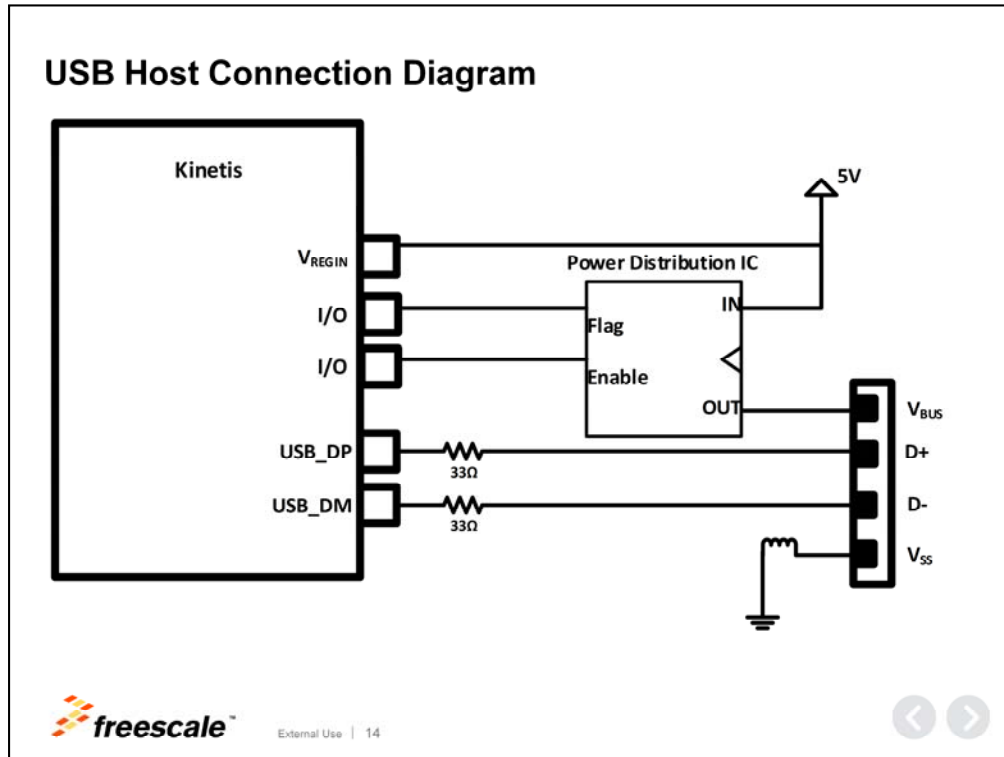 USB Host Connection Diagram
Kinetis
5V
VREGIN
Power Distribution IC
I/O
IN
Flag
I/O
Enable
OUT
VBUS
USB_DP
33Ω
D+
USB_DM
33Ω
D-
VSS
freescale™
External Use | 14